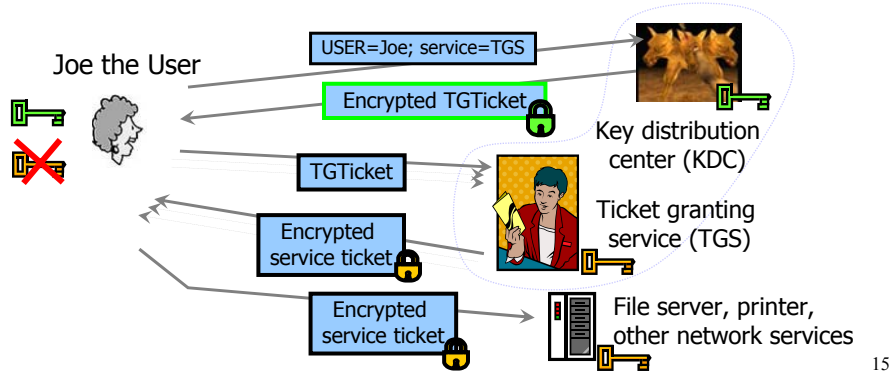 USER=Joe; service=TGS
Joe the User
Encrypted TGTicket
Key distribution
center (KDC)
TGTicket
Ticket granting
service (TGS)
Encrypted
service ticket
Encrypted
service ticket
File server, printer,
other network services
15